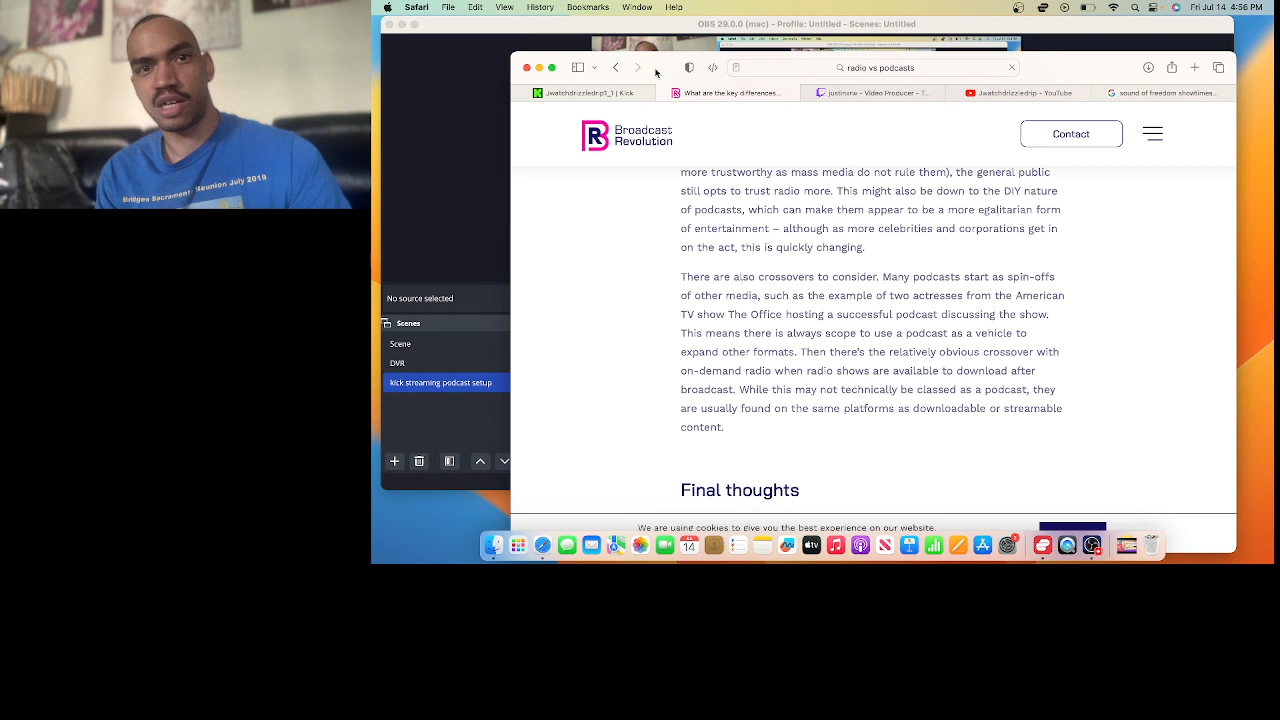 Safari File Edit View History Bookmarks Window Help Fri Jul 14 4:56 PM
OBS 29.0.0 (mac) - Profile: Untitled - Scenes: Untitled
radio vs podcasts
Jwatchdrizzledrip1_1 | Kick
What are the key differences...
justinxrw - Video Producer - T...
Jwatchdrizzledrip - YouTube
sound of freedom showtimes...
Broadcast
Revolution
Contact
more trustworthy as mass media do not rule them), the general public
still opts to trust radio more. This might also be down to the DIY nature
of podcasts, which can make them appear to be a more egalitarian form
of entertainment – although as more celebrities and corporations get in
on the act, this is quickly changing.
There are also crossovers to consider. Many podcasts start as spin-offs
of other media, such as the example of two actresses from the American
TV show The Office hosting a successful podcast discussing the show.
This means there is always scope to use a podcast as a vehicle to
expand other formats. Then there's the relatively obvious crossover with
on-demand radio when radio shows are available to download after
broadcast. While this may not technically be classed as a podcast, they
are usually found on the same platforms as downloadable or streamable
content.
Final thoughts
We are using cookies to give you the best experience on our website.
No source selected
Scenes
Scene
DVR
kick streaming podcast setup
Bridges Sacramento Reunion July 2019
JUL
14
tv